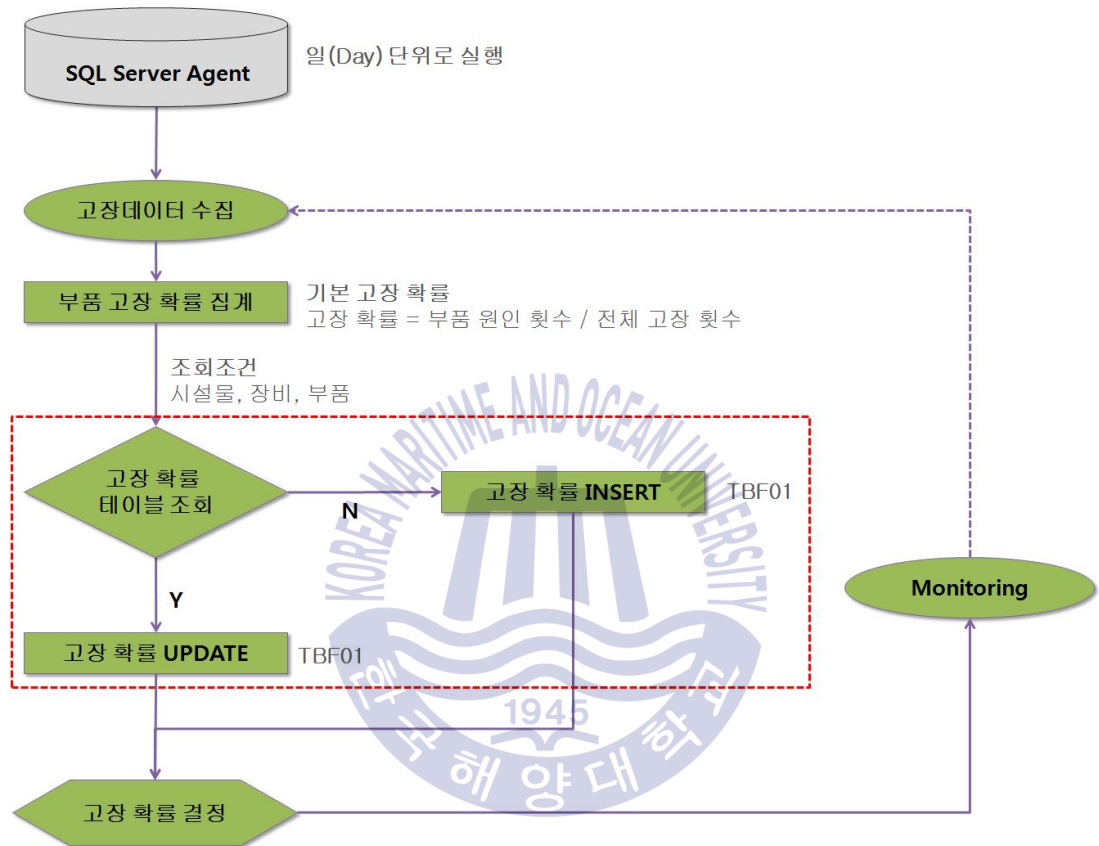 SQL Server Agent
일(Day) 단위로 실행
고장데이터 수집
부품 고장 확률 집계
기본 고장 확률
고장 확률 = 부품 원인 횟수 / 전체 고장 횟수
조회조건
시설물, 장비, 부품
고장 확률
테이블 조회
N
고장 확률 INSERT
TBF01
Y
고장 확률 UPDATE
TBF01
Monitoring
고장 확률 결정
KOREA MARITIME AND OCEAN UNIVERSITY
1945
한국해양대학교